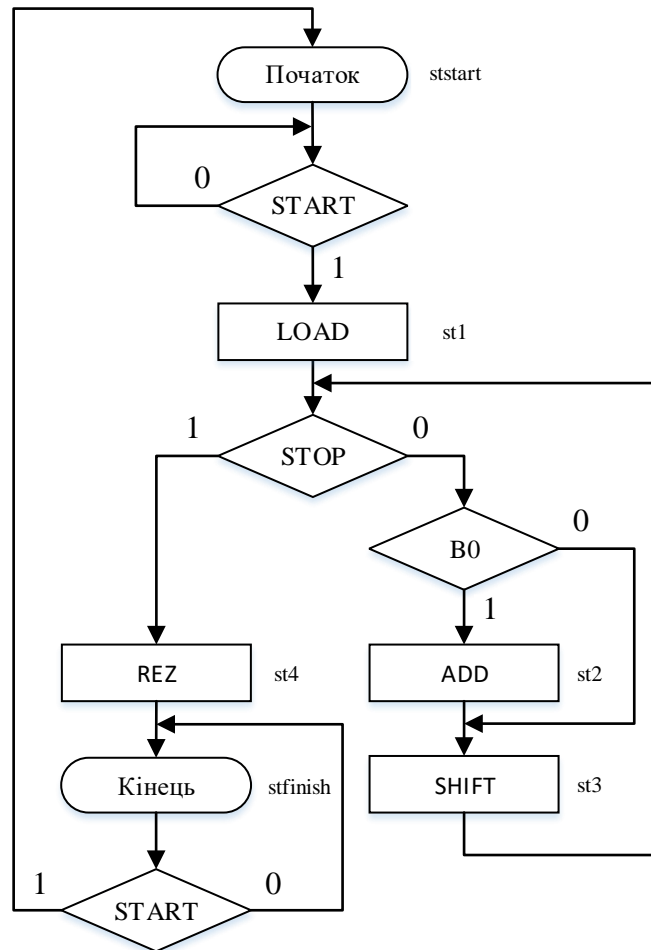 Початок
ststart
0
START
1
LOAD
st1
1
0
STOP
0
B0
1
REZ
st4
ADD
st2
Кінець
stfinish
SHIFT
st3
1
0
START